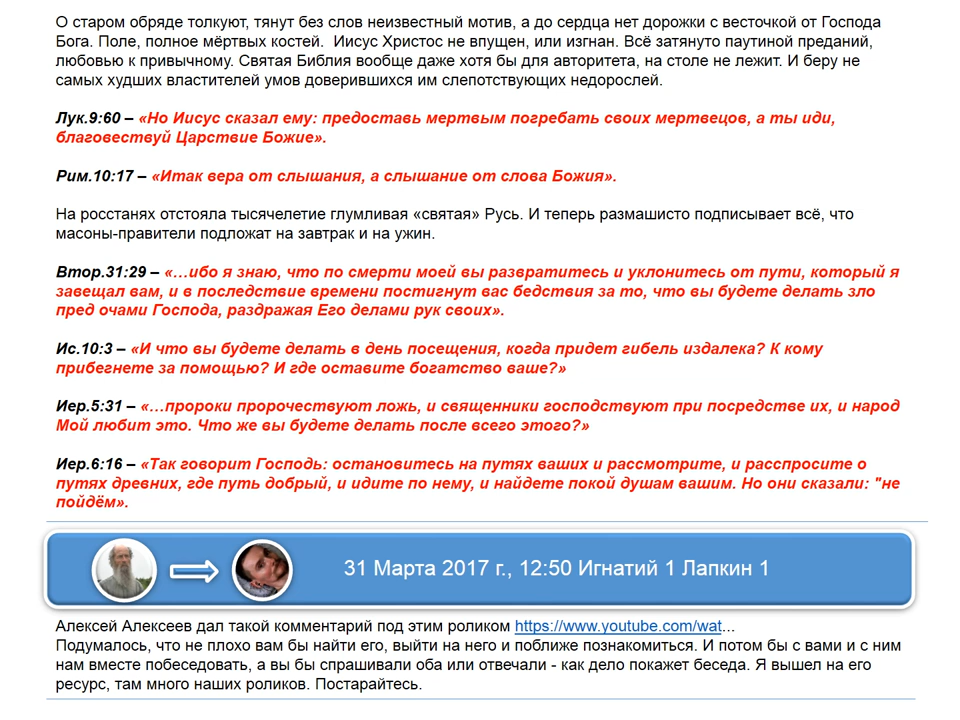 О старом обряде толкуют, тянут без слов неизвестный мотив, а до сердца нет дорожки с весточкой от Господа
Бога. Поле, полное мёртвых костей.  Иисус Христос не впущен, или изгнан. Всё затянуто паутиной преданий,
любовью к привычному. Святая Библия вообще даже хотя бы для авторитета, на столе не лежит. И беру не
самых худших властителей умов доверившихся им слепотствующих недорослей.
Лук.9:60 – «Но Иисус сказал ему: предоставь мертвым погребать своих мертвецов, а ты иди,
благовествуй Царствие Божие».
Рим.10:17 – «Итак вера от слышания, а слышание от слова Божия».
На росстанях отстояла тысячелетие глумливая «святая» Русь. И теперь размашисто подписывает всё, что
масоны-правители подложат на завтрак и на ужин.
Втор.31:29 – «…ибо я знаю, что по смерти моей вы развратитесь и уклонитесь от пути, который я
завещал вам, и в последствие времени постигнут вас бедствия за то, что вы будете делать зло
пред очами Господа, раздражая Его делами рук своих».
Ис.10:3 – «И что вы будете делать в день посещения, когда придет гибель издалека? К кому
прибегнете за помощью? И где оставите богатство ваше?»
Иер.5:31 – «…пророки пророчествуют ложь, и священники господствуют при посредстве их, и народ
Мой любит это. Что же вы будете делать после всего этого?»
Иер.6:16 – «Так говорит Господь: остановитесь на путях ваших и рассмотрите, и расспросите о
путях древних, где путь добрый, и идите по нему, и найдете покой душам вашим. Но они сказали: "не
пойдём».
31 Марта 2017 г., 12:50 Игнатий 1 Лапкин 1
Алексей Алексеев дал такой комментарий под этим роликом https://www.youtube.com/wat...
Подумалось, что не плохо вам бы найти его, выйти на него и поближе познакомиться. И потом бы с вами и с ним
нам вместе побеседовать, а вы бы спрашивали оба или отвечали - как дело покажет беседа. Я вышел на его
ресурс, там много наших роликов. Постарайтесь.